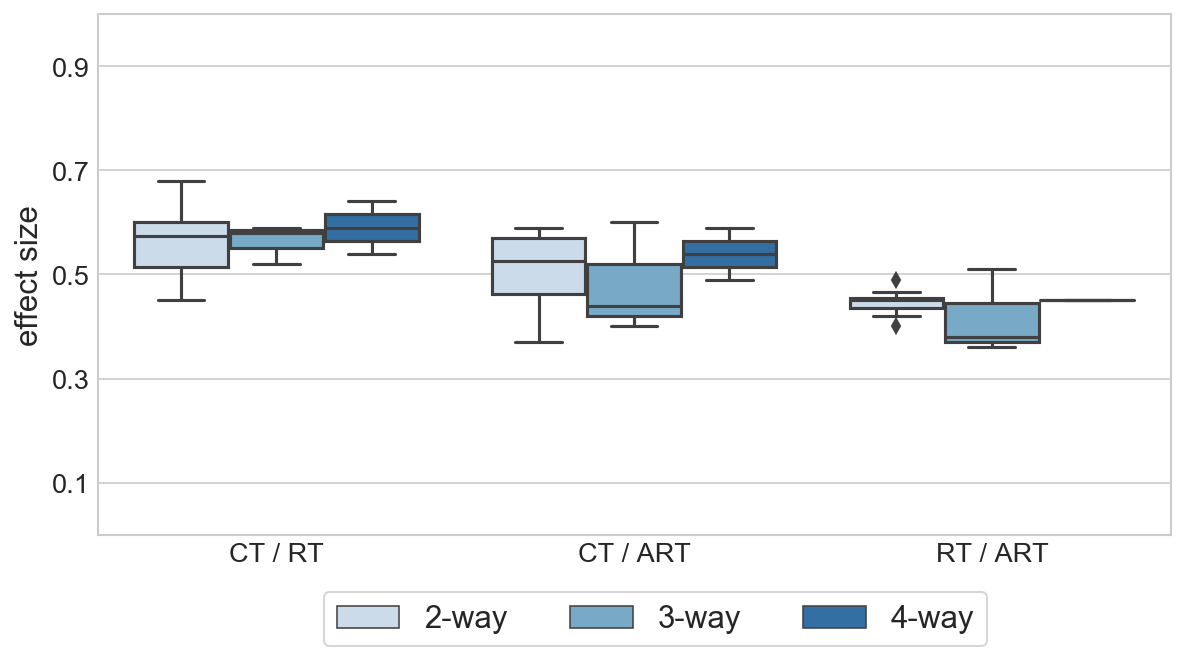 effect size
0.9
0.7
0.5
0.3
0.1
CT / RT
CT / ART
RT / ART
2-way
3-way
4-way